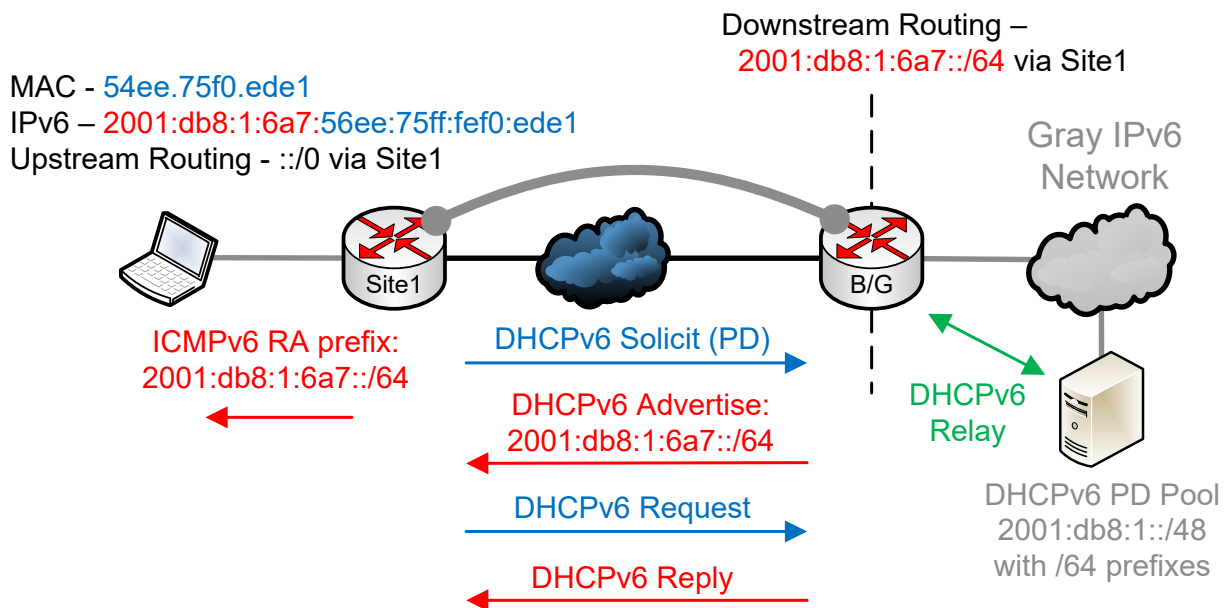 Downstream Routing –
2001:db8:1:6a7::/64 via Site1
MAC - 54ee.75f0.ede1
IPv6 – 2001:db8:1:6a7:56ee:75ff:fef0:ede1
Upstream Routing - ::/0 via Site1
Gray IPv6
Network
Site1
B/G
ICMPv6 RA prefix:
2001:db8:1:6a7::/64
DHCPv6 Solicit (PD)
DHCPv6 Advertise:
2001:db8:1:6a7::/64
DHCPv6 Request
DHCPv6 Reply
DHCPv6
Relay
DHCPv6 PD Pool
2001:db8:1::/48
with /64 prefixes